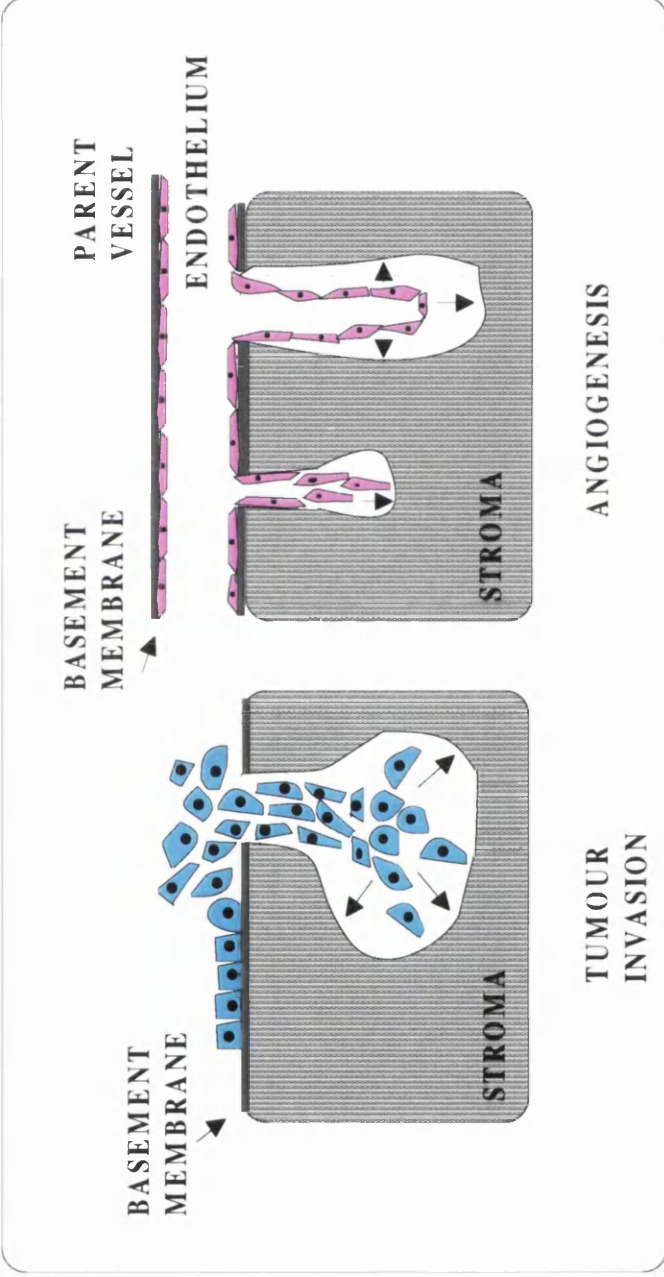 BASEMENT
MEMBRANE
STROMA
TUMOUR
INVASION
BASEMENT
MEMBRANE
PARENT
VESSEL
ENDOTHELIUM
STROMA
ANGIOGENESIS